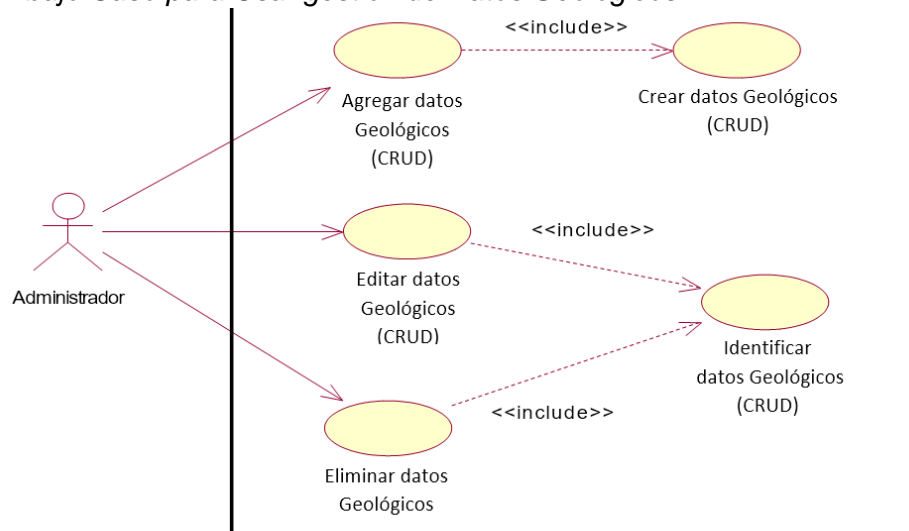 <<include>>
Agregar datos
Geológicos
(CRUD)
Crear datos Geológicos
(CRUD)
Administrador
<<include>>
Editar datos
Geológicos
(CRUD)
Identificar
datos Geológicos
(CRUD)
<<include>>
Eliminar datos
Geológicos